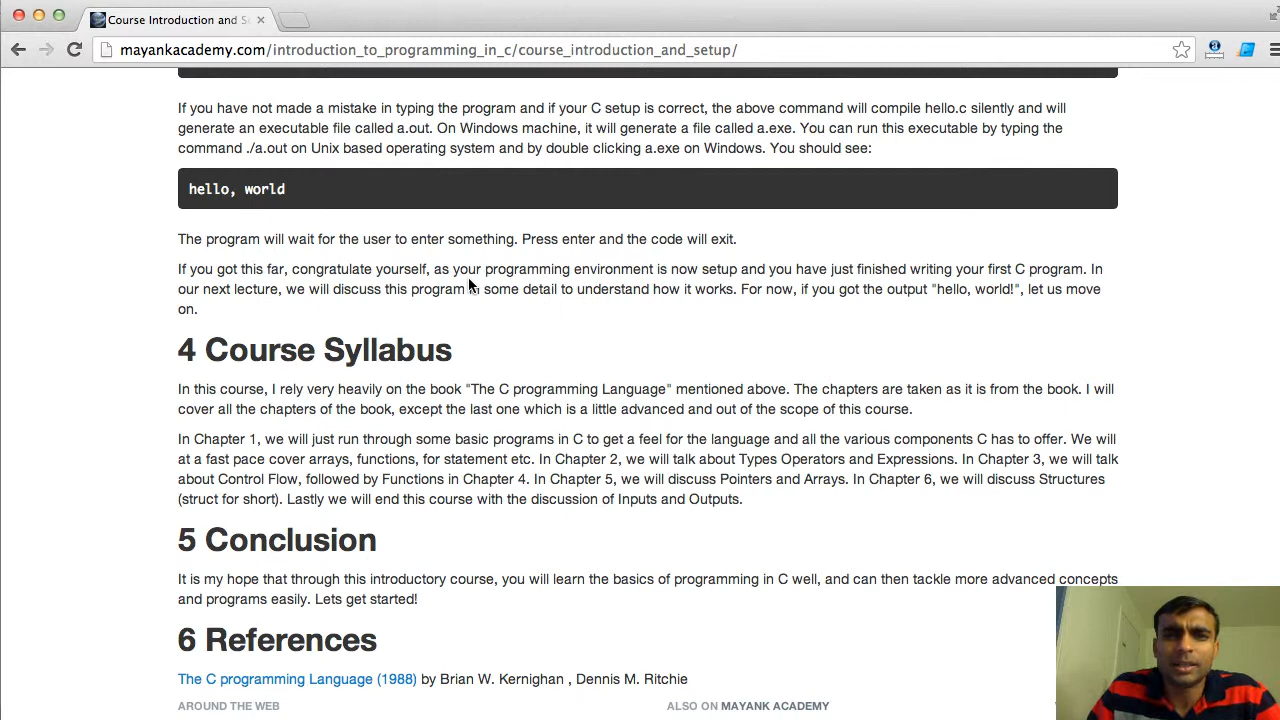 Course Introduction and S
mayankacademy.com/introduction_to_programming_in_c/course_introduction_and_setup/
If you have not made a mistake in typing the program and if your C setup is correct, the above command will compile hello.c silently and will
generate an executable file called a.out. On Windows machine, it will generate a file called a.exe. You can run this executable by typing the
command ./a.out on Unix based operating system and by double clicking a.exe on Windows. You should see:
hello, world
The program will wait for the user to enter something. Press enter and the code will exit.
If you got this far, congratulate yourself, as your programming environment is now setup and you have just finished writing your first C program. In
our next lecture, we will discuss this program in some detail to understand how it works. For now, if you got the output "hello, world!", let us move
on.
4 Course Syllabus
In this course, I rely very heavily on the book "The C programming Language" mentioned above. The chapters are taken as it is from the book. I will
cover all the chapters of the book, except the last one which is a little advanced and out of the scope of this course.
In Chapter 1, we will just run through some basic programs in C to get a feel for the language and all the various components C has to offer. We will
at a fast pace cover arrays, functions, for statement etc. In Chapter 2, we will talk about Types Operators and Expressions. In Chapter 3, we will talk
about Control Flow, followed by Functions in Chapter 4. In Chapter 5, we will discuss Pointers and Arrays. In Chapter 6, we will discuss Structures
(struct for short). Lastly we will end this course with the discussion of Inputs and Outputs.
5 Conclusion
It is my hope that through this introductory course, you will learn the basics of programming in C well, and can then tackle more advanced concepts
and programs easily. Lets get started!
6 References
The C programming Language (1988) by Brian W. Kernighan , Dennis M. Ritchie
AROUND THE WEB
ALSO ON MAYANK ACADEMY